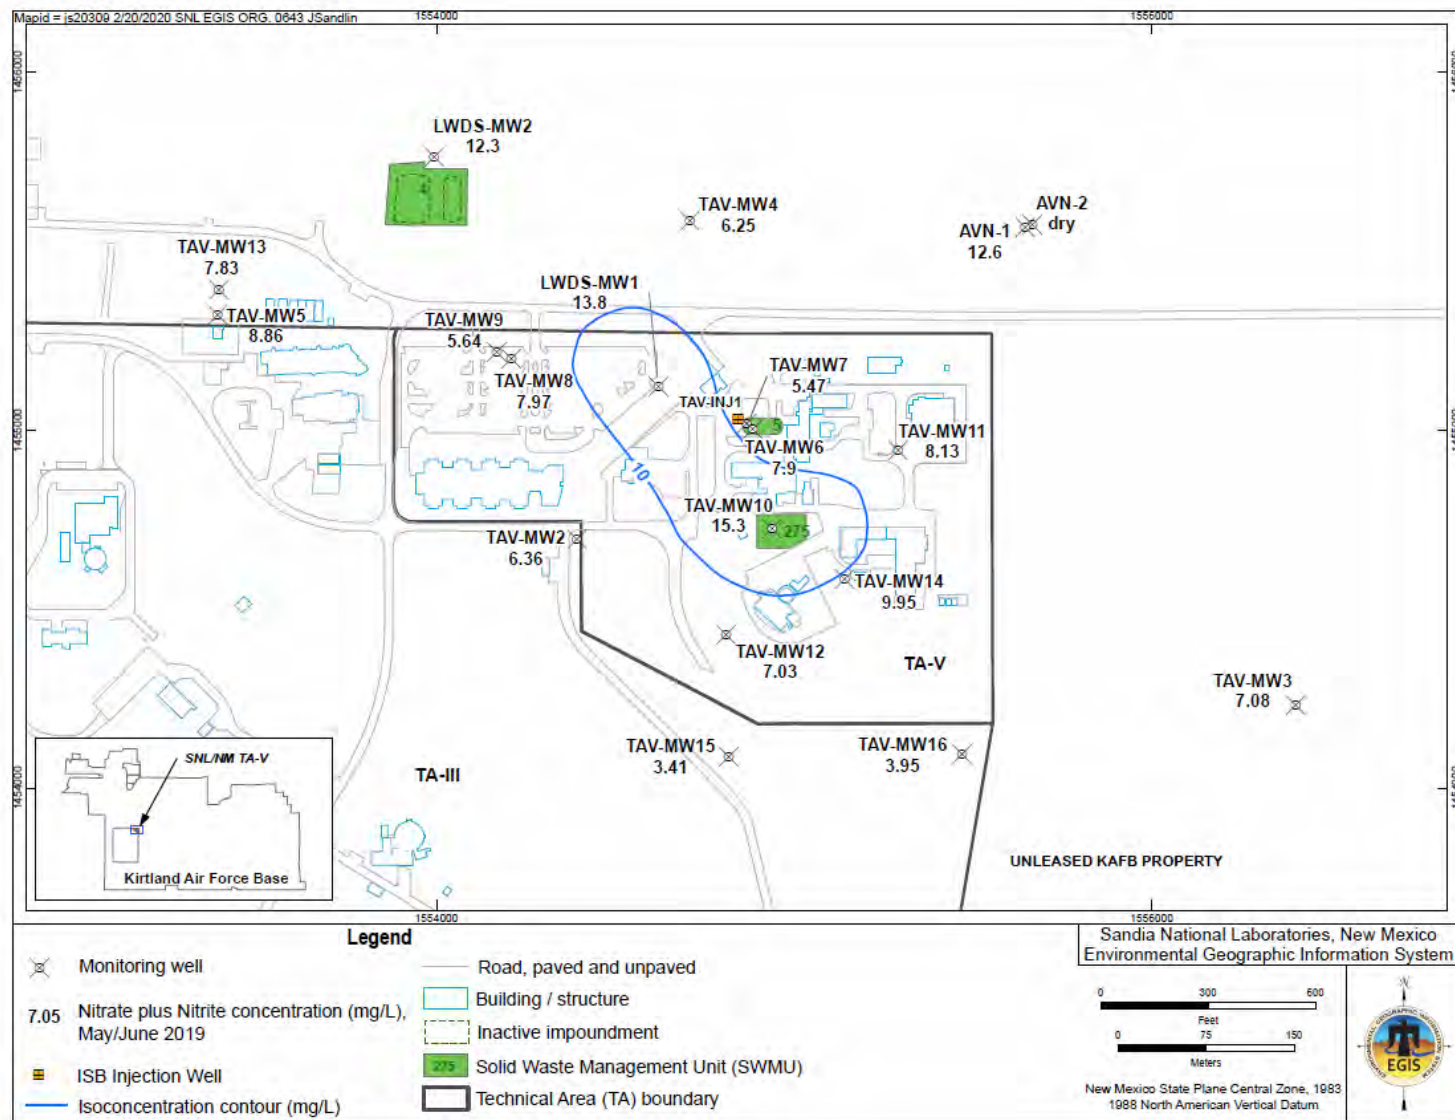 Mapid = js20309 2/20/2020 SNL EGIS ORG. 0643 JSandlin
1554000
1556000
1456000
1456000
LWDS-MW2
12.3
TAV-MW4
6.25
AVN-2
dry
AVN-1
12.6
TAV-MW13
7.83
LWDS-MW1
13.8
TAV-MW5
8.86
TAV-MW9
5.64
TAV-MW8
7.97
TAV-MW7
5.47
TAV-INJ1
5
TAV-MW6
7.9
TAV-MW11
8.13
1455000
1455000
10
TAV-MW10
15.3
275
TAV-MW2
6.36
TAV-MW14
9.95
TAV-MW12
7.03
TA-V
TAV-MW3
7.08
TAV-MW15
3.41
TAV-MW16
3.95
SNL/NM TA-V
TA-III
1454000
1454000
Kirtland Air Force Base
UNLEASED KAFB PROPERTY
1554000
1556000
Legend
Monitoring well
7.05 Nitrate plus Nitrite concentration (mg/L),
May/June 2019
ISB Injection Well
Isoconcentration contour (mg/L)
Road, paved and unpaved
Building / structure
Inactive impoundment
275 Solid Waste Management Unit (SWMU)
Technical Area (TA) boundary
Sandia National Laboratories, New Mexico
Environmental Geographic Information System
0 300 600
Feet
0 75 150
Meters
New Mexico State Plane Central Zone, 1983
1988 North American Vertical Datum
N
EGIS